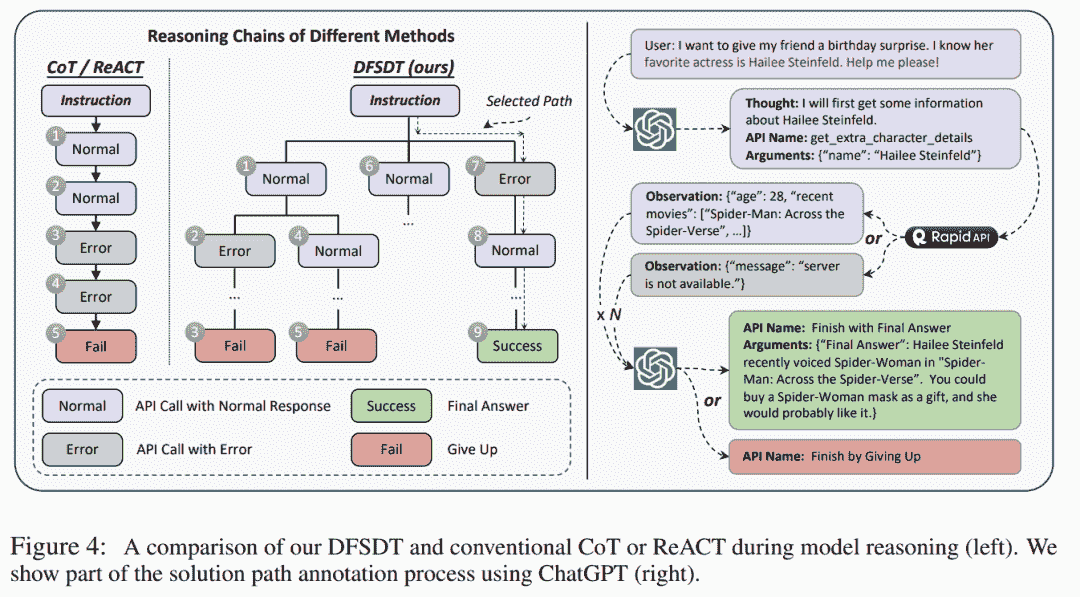 Reasoning Chains of Different Methods
CoT / ReACT
Instruction
1
Normal
2
Normal
3
Error
4
Error
5
Fail
DFSDT (ours)
Instruction
Selected Path
1
Normal
6
Normal
7
Error
...
2
Error
4
Normal
8
Normal
...
...
...
3
Fail
5
Fail
9
Success
Normal
API Call with Normal Response
Success
Final Answer
Error
API Call with Error
Fail
Give Up
User: I want to give my friend a birthday surprise. I know her
favorite actress is Hailee Steinfeld. Help me please!
Thought: I will first get some information
about Hailee Steinfeld.
API Name: get_extra_character_details
Arguments: {“name”: “Hailee Steinfeld”}
Observation: {“age”: 28, “recent
movies”: [“Spider-Man: Across the
Spider-Verse”, …]}
or
Rapid API
Observation: {“message”: “server
is not available.”}
x N
API Name: Finish with Final Answer
Arguments: {“Final Answer”: Hailee Steinfeld
recently voiced Spider-Woman in "Spider-
Man: Across the Spider-Verse”. You could
buy a Spider-Woman mask as a gift, and she
would probably like it.}
or
API Name: Finish by Giving Up
Figure 4: A comparison of our DFSDT and conventional CoT or ReACT during model reasoning (left). We
show part of the solution path annotation process using ChatGPT (right).